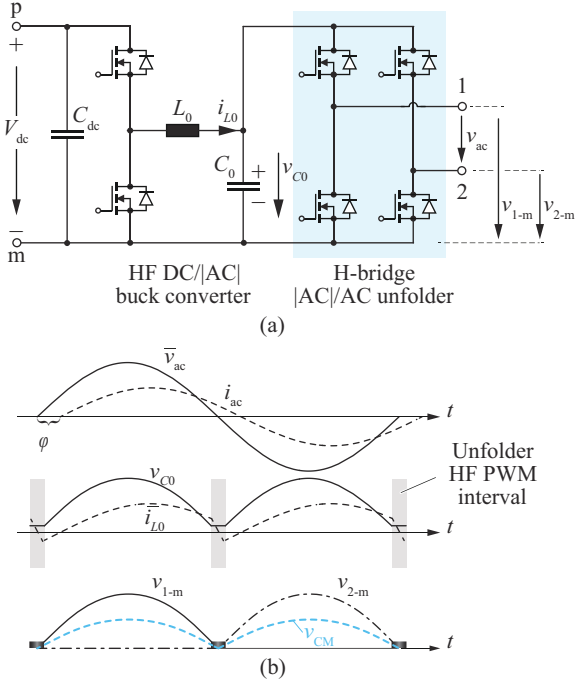 p
+
V_dc
C_dc
L_0
i_L0
C_0
+
−
v_C0
1
v_ac
2
v_1-m
v_2-m
−
m
HF DC/|AC|
buck converter
H-bridge
|AC|/AC unfolder
(a)
v̅_ac
i_ac
t
φ
Unfolder
HF PWM
interval
v_C0
i̅_L0
t
v_1-m
v_2-m
v_CM
t
(b)